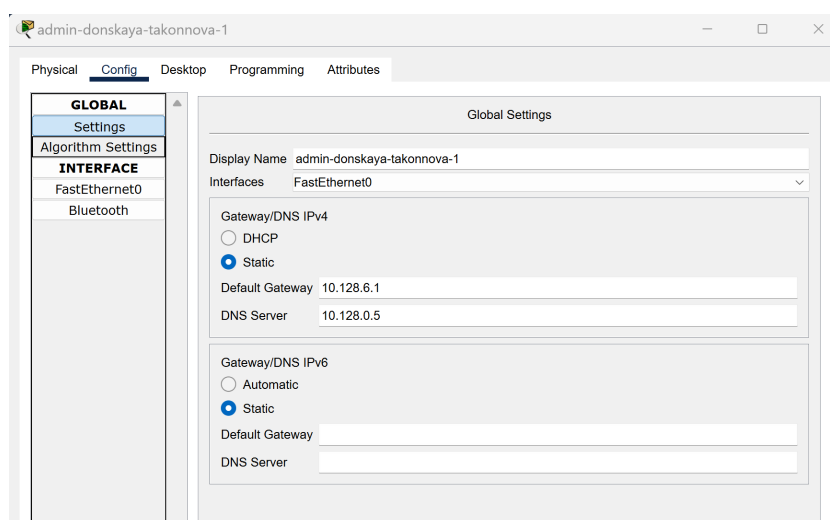 admin-donskaya-takonnova-1
Physical Config Desktop Programming Attributes
GLOBAL
Settings
Algorithm Settings
INTERFACE
FastEthernet0
Bluetooth
Global Settings
Display Name admin-donskaya-takonnova-1
Interfaces FastEthernet0
Gateway/DNS IPv4
DHCP
Static
Default Gateway 10.128.6.1
DNS Server 10.128.0.5
Gateway/DNS IPv6
Automatic
Static
Default Gateway
DNS Server